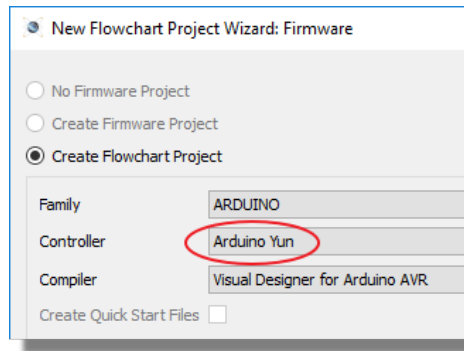 New Flowchart Project Wizard: Firmware
No Firmware Project
Create Firmware Project
Create Flowchart Project
Family ARDUINO
Controller Arduino Yun
Compiler Visual Designer for Arduino AVR
Create Quick Start Files